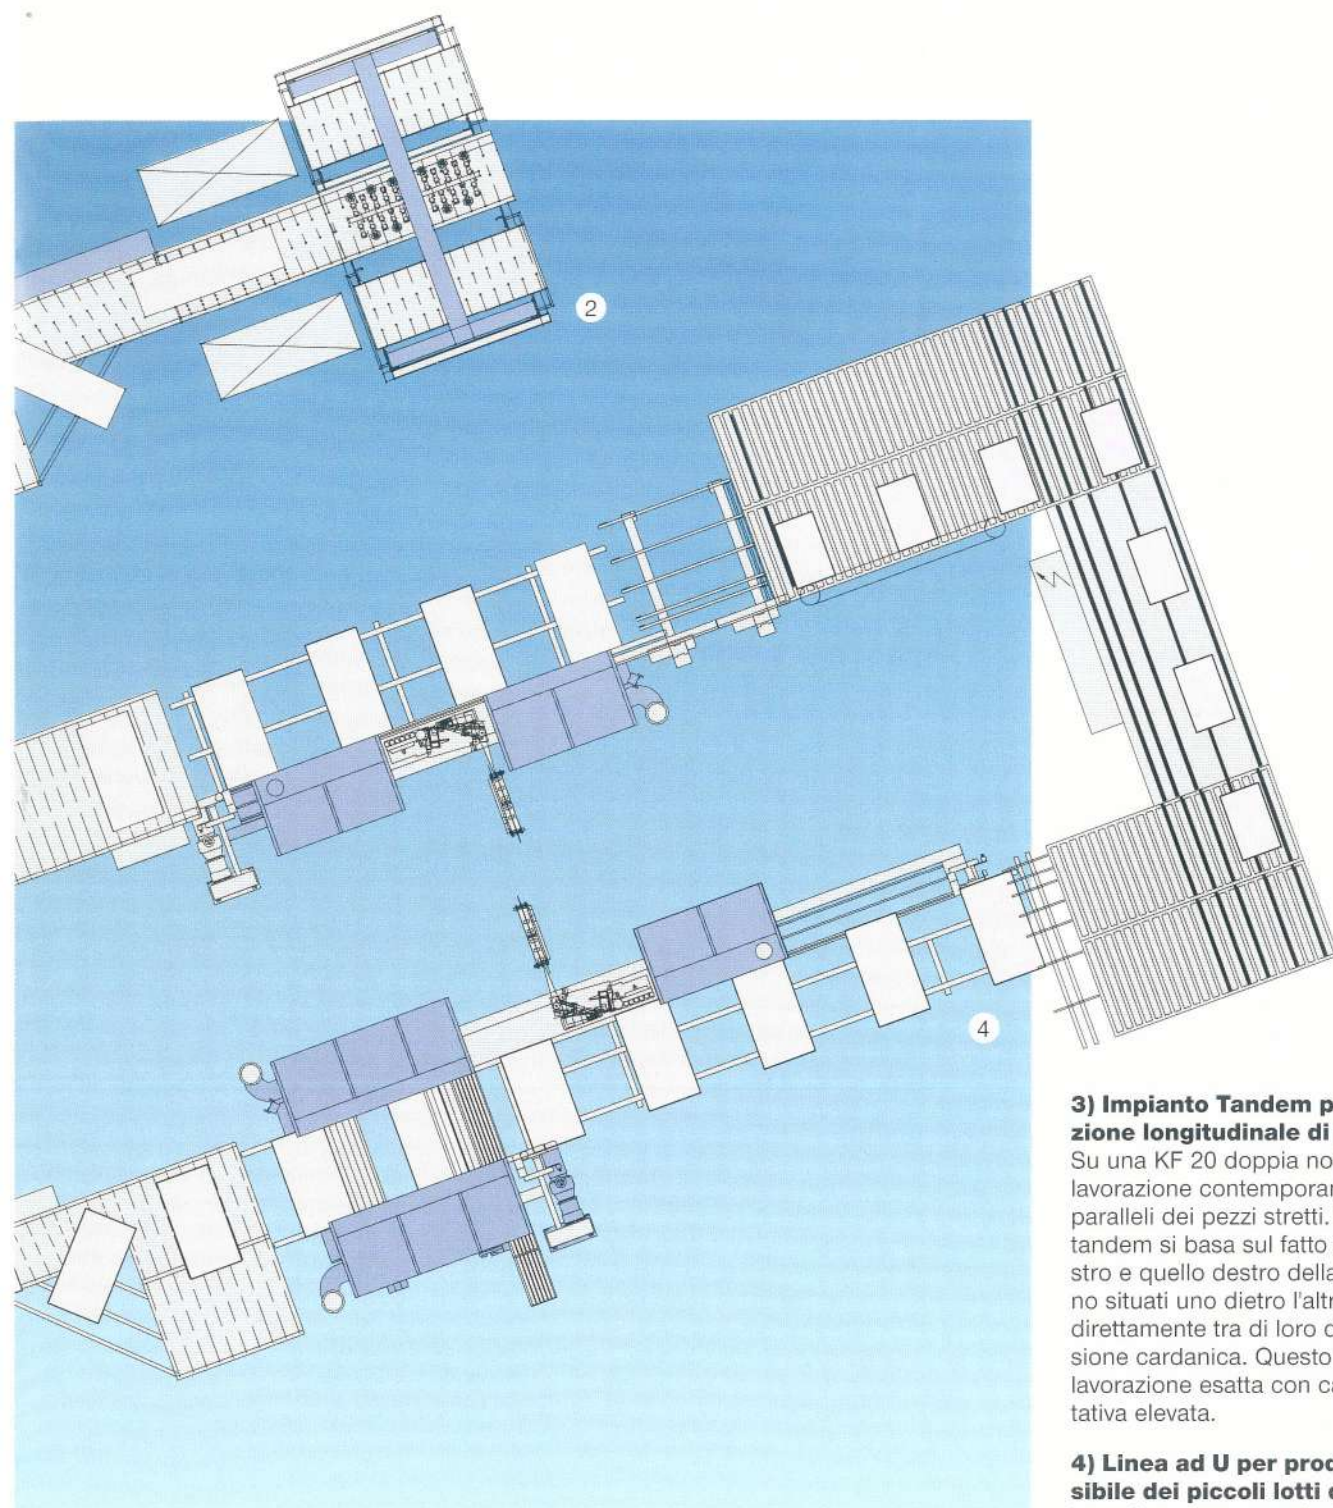 2
4
3) Impianto Tandem p
zione longitudinale di
Su una KF 20 doppia no
lavorazione contemporar
paralleli dei pezzi stretti.
tandem si basa sul fatto
stro e quello destro della
no situati uno dietro l'altr
direttamente tra di loro c
sione cardanica. Questo
lavorazione esatta con ca
tativa elevata.
4) Linea ad U per prod
sibile dei piccoli lotti